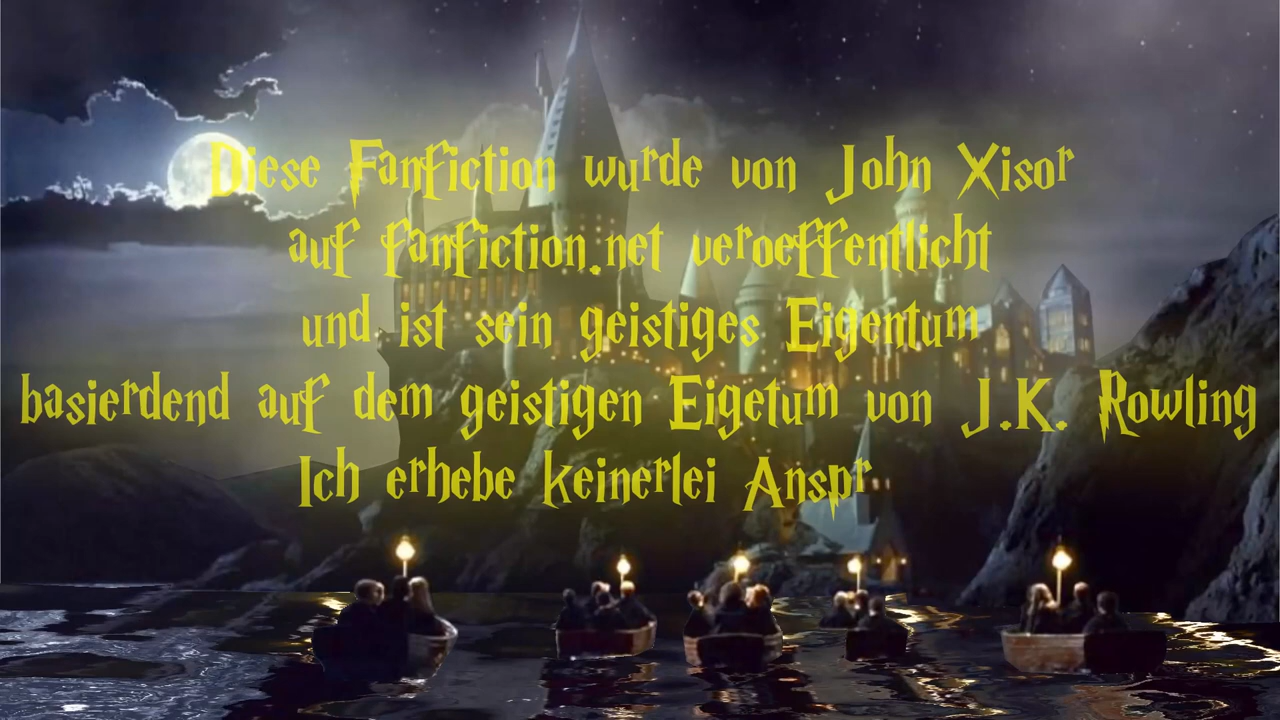 Diese Fanfiction wurde von John Xisor
auf fanfiction.net veroeffentlicht
und ist sein geistiges Eigentum
basierdend auf dem geistigen Eigetum von J.K. Rowling
Ich erhebe keinerlei Anspr